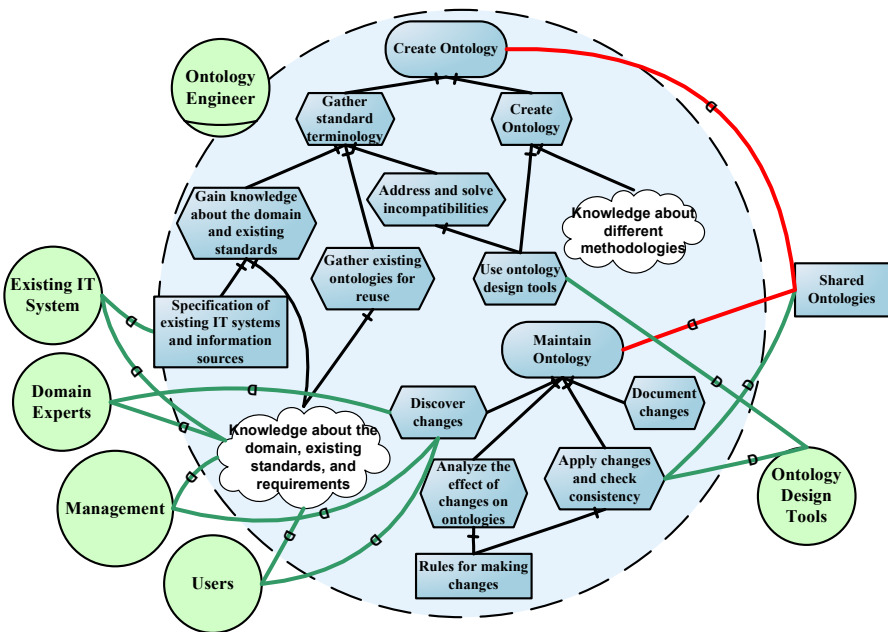 Create Ontology
Ontology
Engineer
Gather
standard
terminology
Create
Ontology
Gain knowledge
about the domain
and existing
standards
Address and solve
incompatibilities
Knowledge about
different
methodologies
Gather existing
ontologies for
reuse
Use ontology
design tools
Existing IT
System
Specification of
existing IT systems
and information
sources
Shared
Ontologies
Maintain
Ontology
Domain
Experts
Discover
changes
Document
changes
Knowledge about the
domain, existing
standards, and
requirements
Analyze the
effect of
changes on
ontologies
Apply changes
and check
consistency
Ontology
Design
Tools
Management
Rules for making
changes
Users
D
D
D
D
D
D
D
D
D
D
D
D
D
D